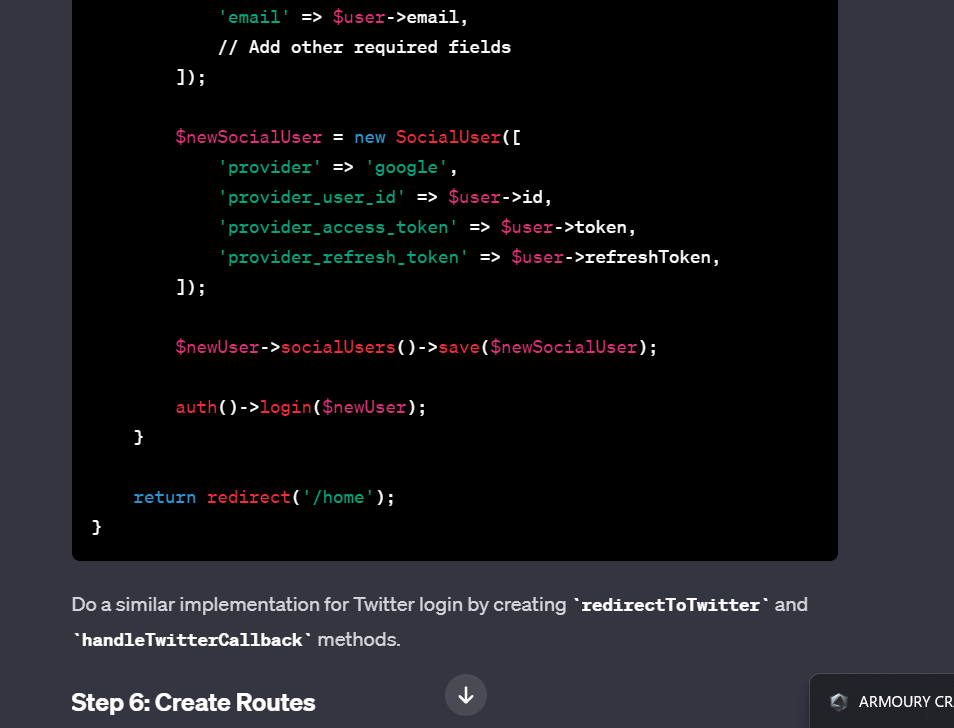 'email' => $user->email,
// Add other required fields
]);
$newSocialUser = new SocialUser([
'provider' => 'google',
'provider_user_id' => $user->id,
'provider_access_token' => $user->token,
'provider_refresh_token' => $user->refreshToken,
]);
$newUser->socialUsers()->save($newSocialUser);
auth()->login($newUser);
}
return redirect('/home');
}
Do a similar implementation for Twitter login by creating `redirectToTwitter` and
`handleTwitterCallback` methods.
Step 6: Create Routes
ARMOURY CR